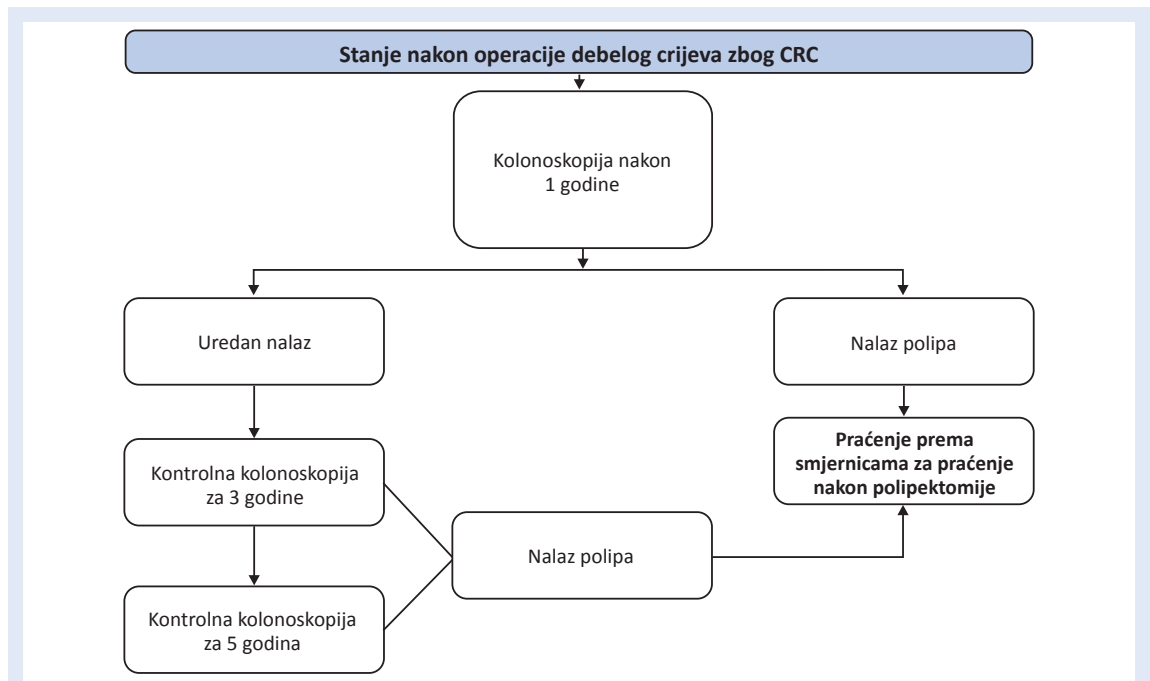 Stanje nakon operacije debelog crijeva zbog CRC
Kolonoskopija nakon
1 godine
Uredan nalaz
Nalaz polipa
Kontrolna kolonoskopija
za 3 godine
Praćenje prema
smjernicama za praćenje
nakon polipektomije
Nalaz polipa
Kontrolna kolonoskopija
za 5 godina